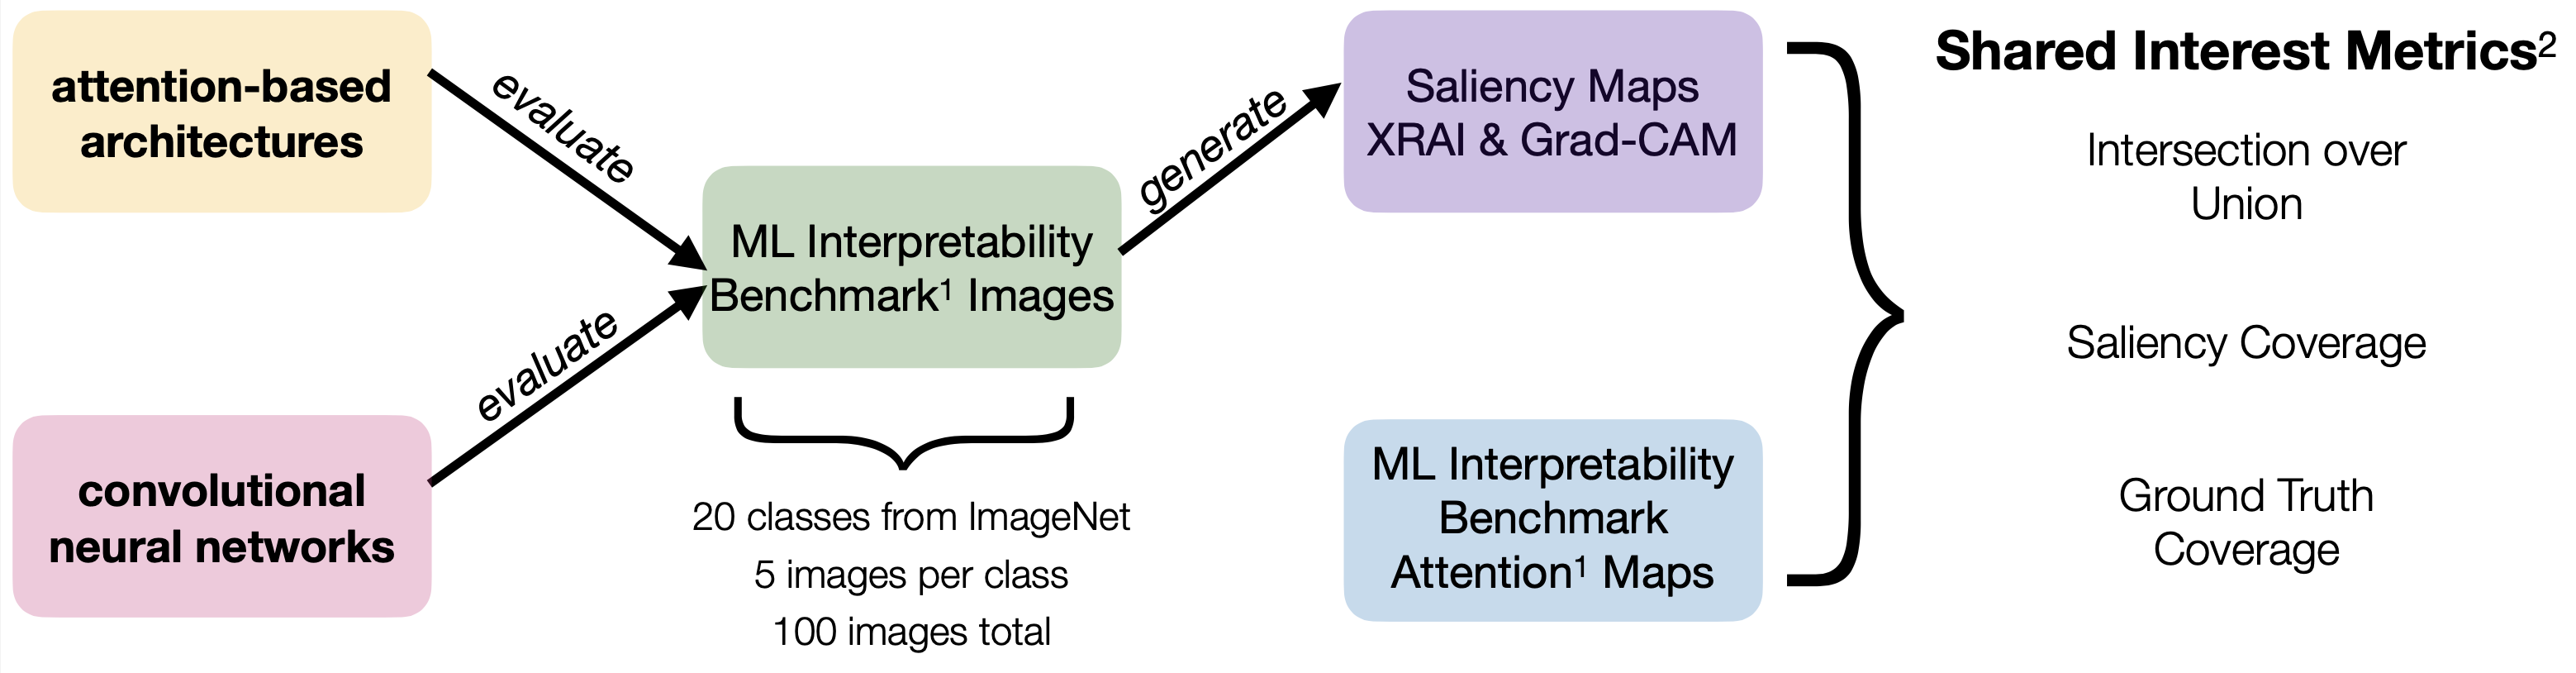 attention-based
architectures
evaluate
convolutional
neural networks
evaluate
ML Interpretability
Benchmark¹ Images
20 classes from ImageNet
5 images per class
100 images total
generate
Saliency Maps
XRAI & Grad-CAM
ML Interpretability
Benchmark
Attention¹ Maps
Shared Interest Metrics²
Intersection over
Union
Saliency Coverage
Ground Truth
Coverage